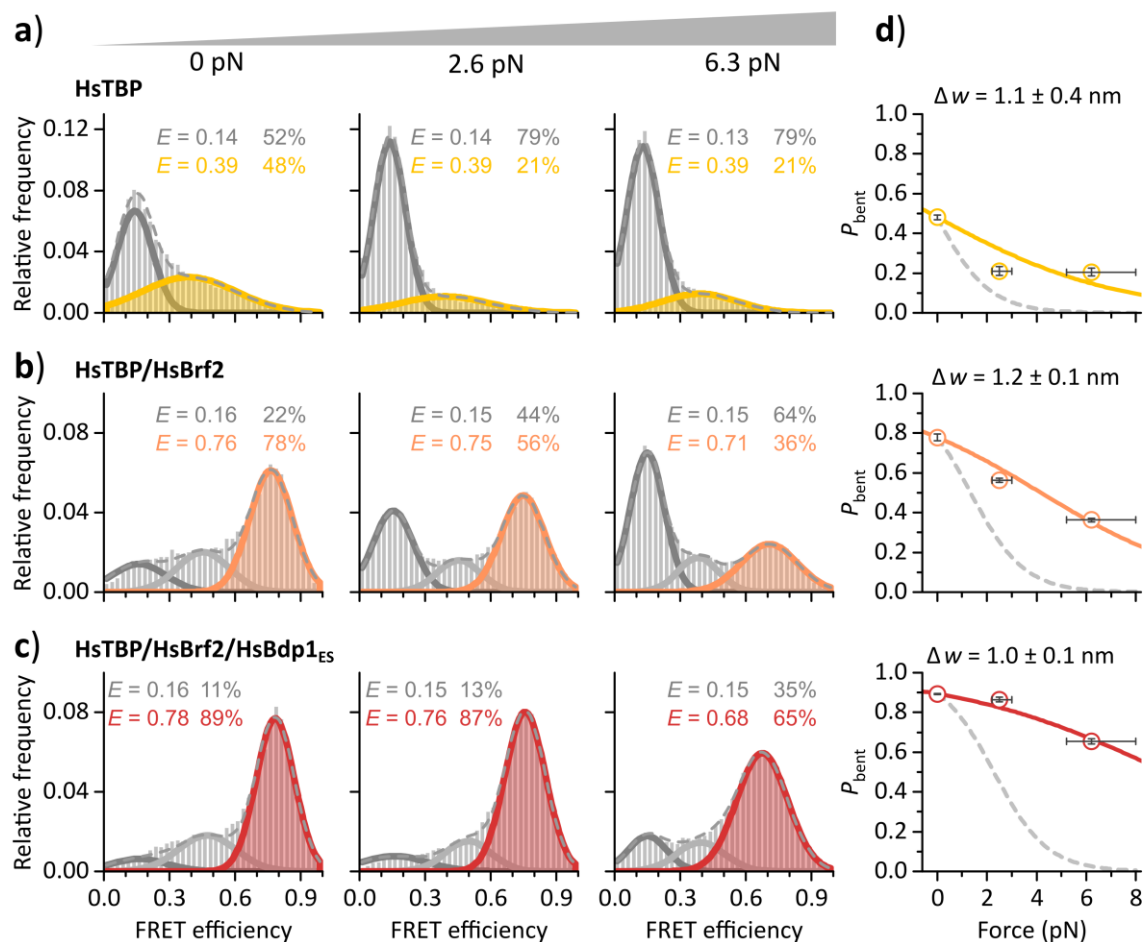 a)
d)
0 pN
2.6 pN
6.3 pN
HsTBP
Δw = 1.1 ± 0.4 nm
0.12
0.08
0.04
0.00
Relative frequency
E = 0.14 52%
E = 0.39 48%
E = 0.14 79%
E = 0.39 21%
E = 0.13 79%
E = 0.39 21%
1.0
0.8
0.6
0.4
0.2
0.0
Pbent
b)
HsTBP/HsBrf2
Δw = 1.2 ± 0.1 nm
0.08
0.04
0.00
Relative frequency
E = 0.16 22%
E = 0.76 78%
E = 0.15 44%
E = 0.75 56%
E = 0.15 64%
E = 0.71 36%
1.0
0.8
0.6
0.4
0.2
0.0
Pbent
c)
HsTBP/HsBrf2/HsBdp1ES
Δw = 1.0 ± 0.1 nm
0.08
0.04
0.00
Relative frequency
E = 0.16 11%
E = 0.78 89%
E = 0.15 13%
E = 0.76 87%
E = 0.15 35%
E = 0.68 65%
1.0
0.8
0.6
0.4
0.2
0.0
Pbent
0.0 0.3 0.6 0.9
0.0 0.3 0.6 0.9
0.0 0.3 0.6 0.9
0 2 4 6 8
FRET efficiency
FRET efficiency
FRET efficiency
Force (pN)